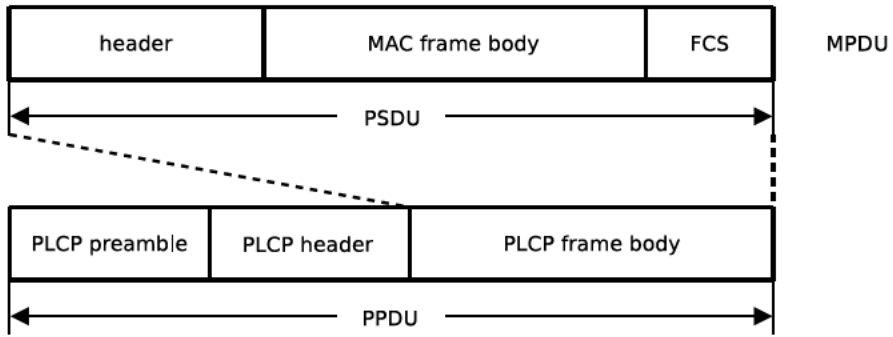 header MAC frame body FCS MPDU
PSDU
PLCP preamble PLCP header PLCP frame body
PPDU